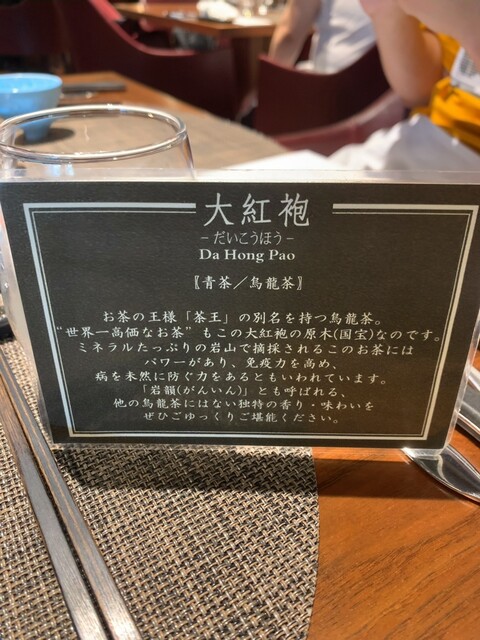 大紅袍
－だいこうほう－
Da Hong Pao
〖青茶／烏龍茶〗
お茶の王様「茶王」の別名を持つ烏龍茶。
“世界一高価なお茶” もこの大紅袍の原木(国宝)なのです。
ミネラルたっぷりの岩山で摘採されるこのお茶には
パワーがあり、免疫力を高め、
病を未然に防ぐ力をあるともいわれています。
「岩韻(がんいん)」とも呼ばれる、
他の烏龍茶にはない独特の香り・味わいを
ぜひごゆっくりご堪能ください。